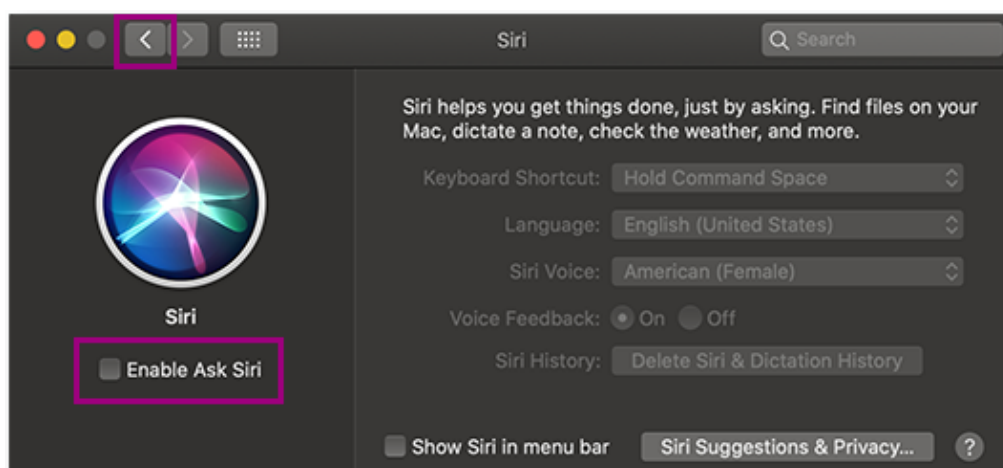 Siri
Search
Siri helps you get things done, just by asking. Find files on your
Mac, dictate a note, check the weather, and more.
Keyboard Shortcut: Hold Command Space
Language: English (United States)
Siri Voice: American (Female)
Siri
Voice Feedback: On Off
Enable Ask Siri
Siri History: Delete Siri & Dictation History
Show Siri in menu bar Siri Suggestions & Privacy... ?